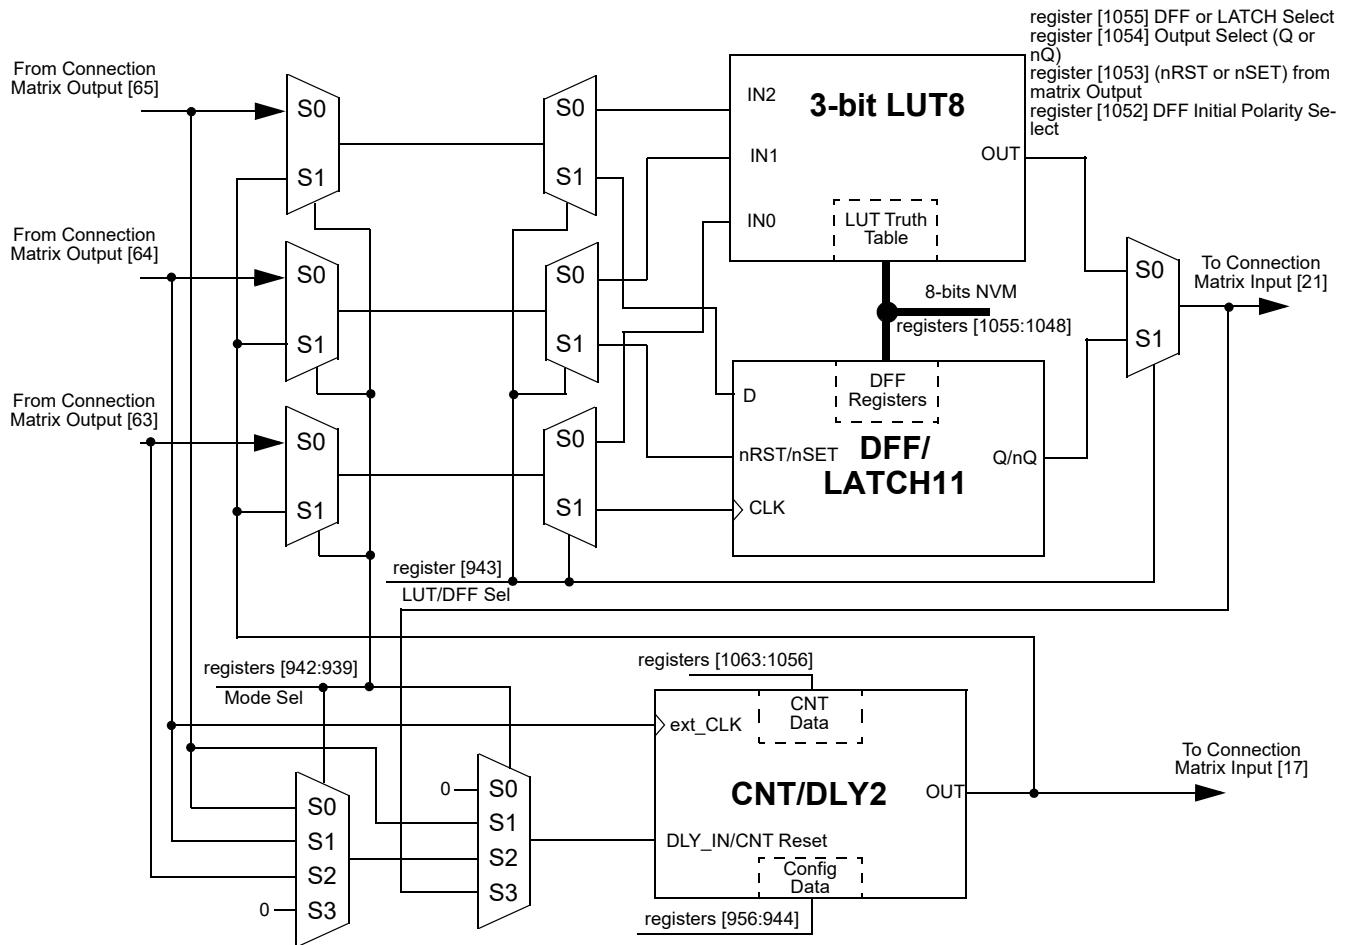 register [1055] DFF or LATCH Select
register [1054] Output Select (Q or
nQ)
register [1053] (nRST or nSET) from
matrix Output
register [1052] DFF Initial Polarity Se-
lect
From Connection
Matrix Output [65]
S0
S1
S0
S1
IN2
IN1
IN0
3-bit LUT8
OUT
LUT Truth
Table
From Connection
Matrix Output [64]
S0
S1
S0
S1
8-bits NVM
registers [1055:1048]
S0
S1
To Connection
Matrix Input [21]
From Connection
Matrix Output [63]
S0
S1
S0
S1
D
nRST/nSET
CLK
DFF
Registers
DFF/
LATCH11
Q/nQ
register [943]
LUT/DFF Sel
registers [942:939]
Mode Sel
registers [1063:1056]
CNT
Data
ext_CLK
CNT/DLY2
OUT
To Connection
Matrix Input [17]
DLY_IN/CNT Reset
Config
Data
registers [956:944]
0
S0
S1
S2
S3
S0
S1
S2
0
S3